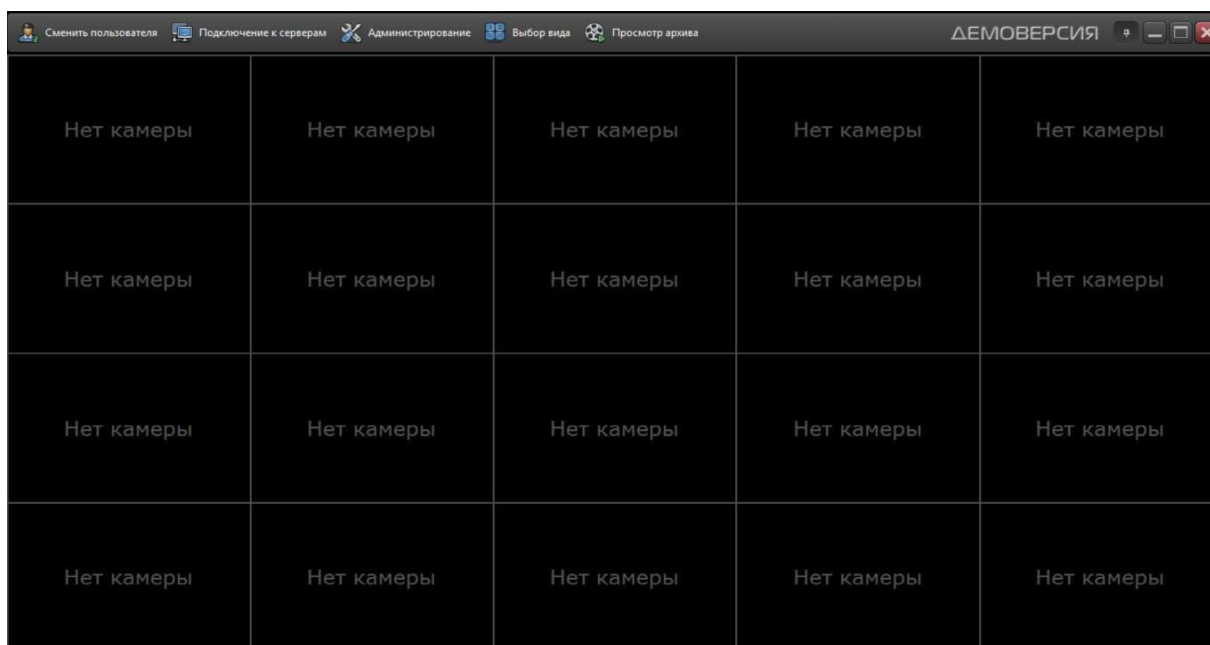 Сменить пользователя Подключение к серверам Администрирование Выбор вида Просмотр архива ДЕМОВЕРСИЯ
Нет камеры Нет камеры Нет камеры Нет камеры Нет камеры
Нет камеры Нет камеры Нет камеры Нет камеры Нет камеры
Нет камеры Нет камеры Нет камеры Нет камеры Нет камеры
Нет камеры Нет камеры Нет камеры Нет камеры Нет камеры